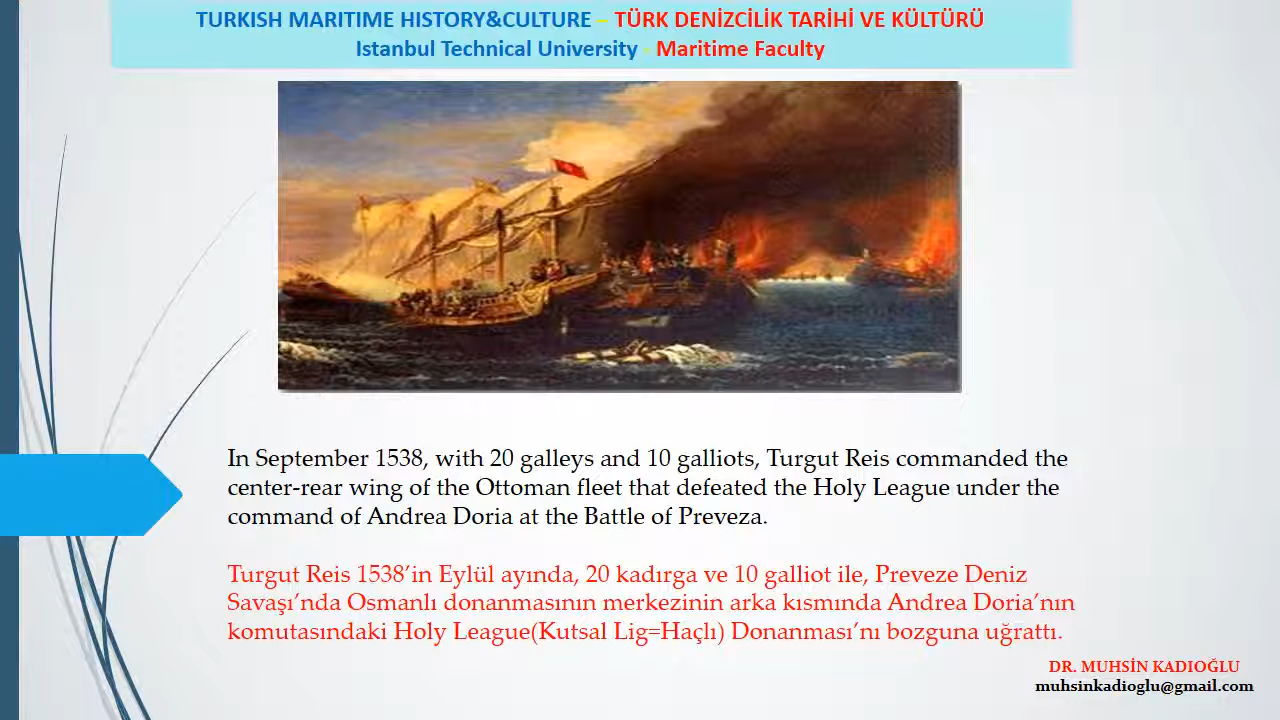 TURKISH MARITIME HISTORY&CULTURE – TÜRK DENİZCİLİK TARİHİ VE KÜLTÜRÜ
Istanbul Technical University - Maritime Faculty
In September 1538, with 20 galleys and 10 galliots, Turgut Reis commanded the
center-rear wing of the Ottoman fleet that defeated the Holy League under the
command of Andrea Doria at the Battle of Preveza.
Turgut Reis 1538’in Eylül ayında, 20 kadırga ve 10 galliot ile, Preveze Deniz
Savaşı’nda Osmanlı donanmasının merkezinin arka kısmında Andrea Doria’nın
komutasındaki Holy League(Kutsal Lig=Haçlı) Donanması’nı bozguna uğrattı.
DR. MUHSİN KADIOĞLU
muhsinkadioglu@gmail.com